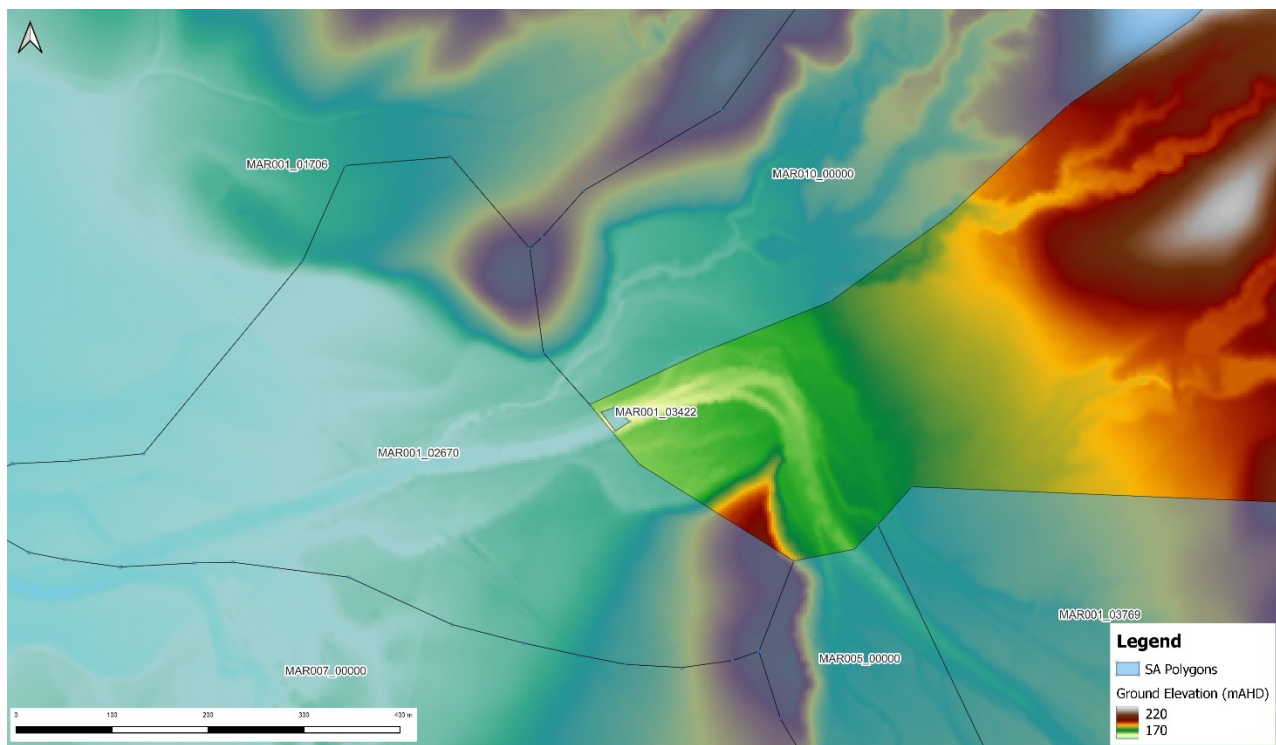 MAR001_01706
MAR010_00000
MAR001_03422
MAR001_02670
MAR001_03769
MAR005_00000
MAR007_00000
Legend
SA Polygons
Ground Elevation (mAHD)
220
170
0 100 200 300 400 m